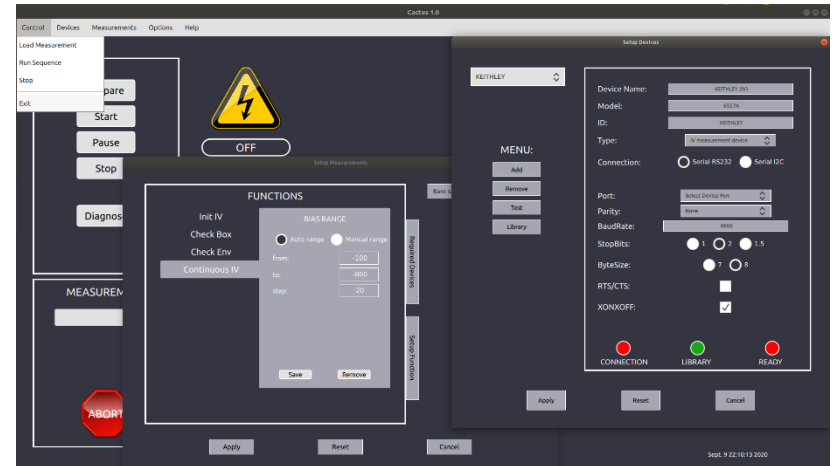 Cactus 1.0
Control Devices Measurements Options Help
Load Measurement
Run Sequence
Stop
Exit
pare
Start
Pause
Stop
Diagnos
OFF
MEASUREM
ABORT
Setup Measurements
FUNCTIONS
Init IV
Check Box
Check Env
Continuous IV
BIAS RANGE
Auto range Manual range
from: -100
to: -800
step: 20
Save Remove
Required Devices
Setup Function
Apply Reset Cancel
Setup Devices
KEITHLEY
MENU:
Add
Remove
Test
Library
Device Name: KEITHLEY ISO
Model: 6517A
ID: KEITHLEY
Type: IV measurement device
Connection: Serial RS232 Serial I2C
Port: Select Device Port
Parity: None
BaudRate: 9600
StopBits: 1 2 1.5
ByteSize: 7 8
RTS/CTS:
XONXOFF:
CONNECTION LIBRARY READY
Apply Reset Cancel
Sept. 9 22:10:13 2020